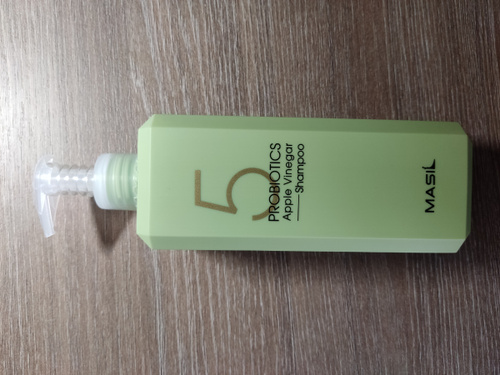 5
PROBIOTICS
Apple Vinegar
Shampoo
MASIL